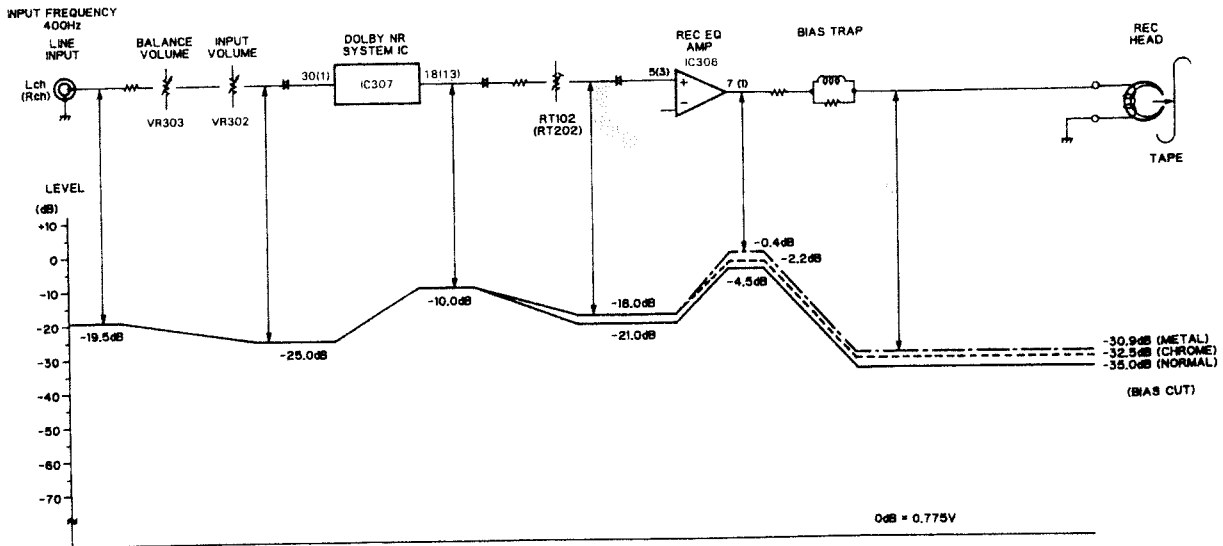 INPUT FREQUENCY
400Hz
LINE
INPUT
BALANCE
VOLUME
INPUT
VOLUME
DOLBY NR
SYSTEM IC
REC EQ
AMP
IC308
BIAS TRAP
REC
HEAD
Lch
(Rch)
30(1)
IC307
18(13)
5(3)
+
-
7 (1)
VR303
VR302
RT102
(RT202)
TAPE
LEVEL
(dB)
+10
0
-10
-20
-30
-40
-50
-60
-70
-19.5dB
-25.0dB
-10.0dB
-18.0dB
-21.0dB
-0.4dB
-2.2dB
-4.5dB
-30.9dB (METAL)
-32.5dB (CHROME)
-35.0dB (NORMAL)
(BIAS CUT)
0dB = 0.775V